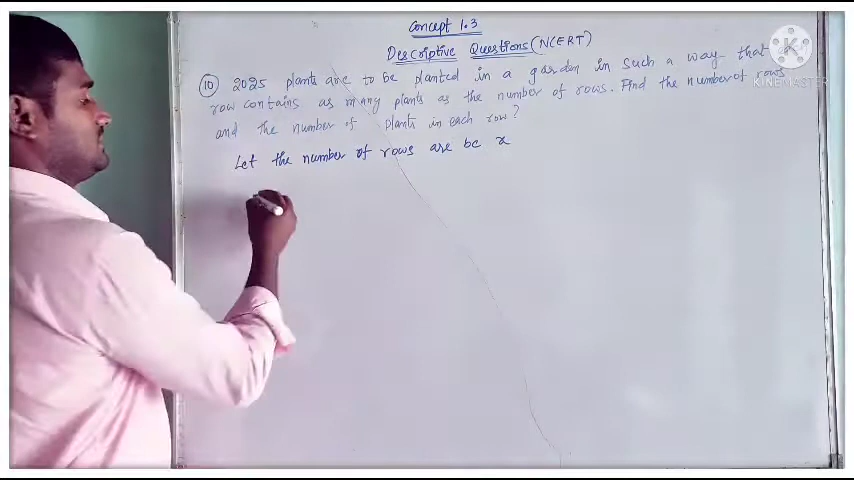 Concept 1.3
Descriptive Questions (NCERT)
(10) 2025 plants are to be planted in a garden in such a way that
row contains as many plants as the number of rows. Find the number of rows
and the number of plants in each row?
Let the number of rows are be x
KINEMASTER